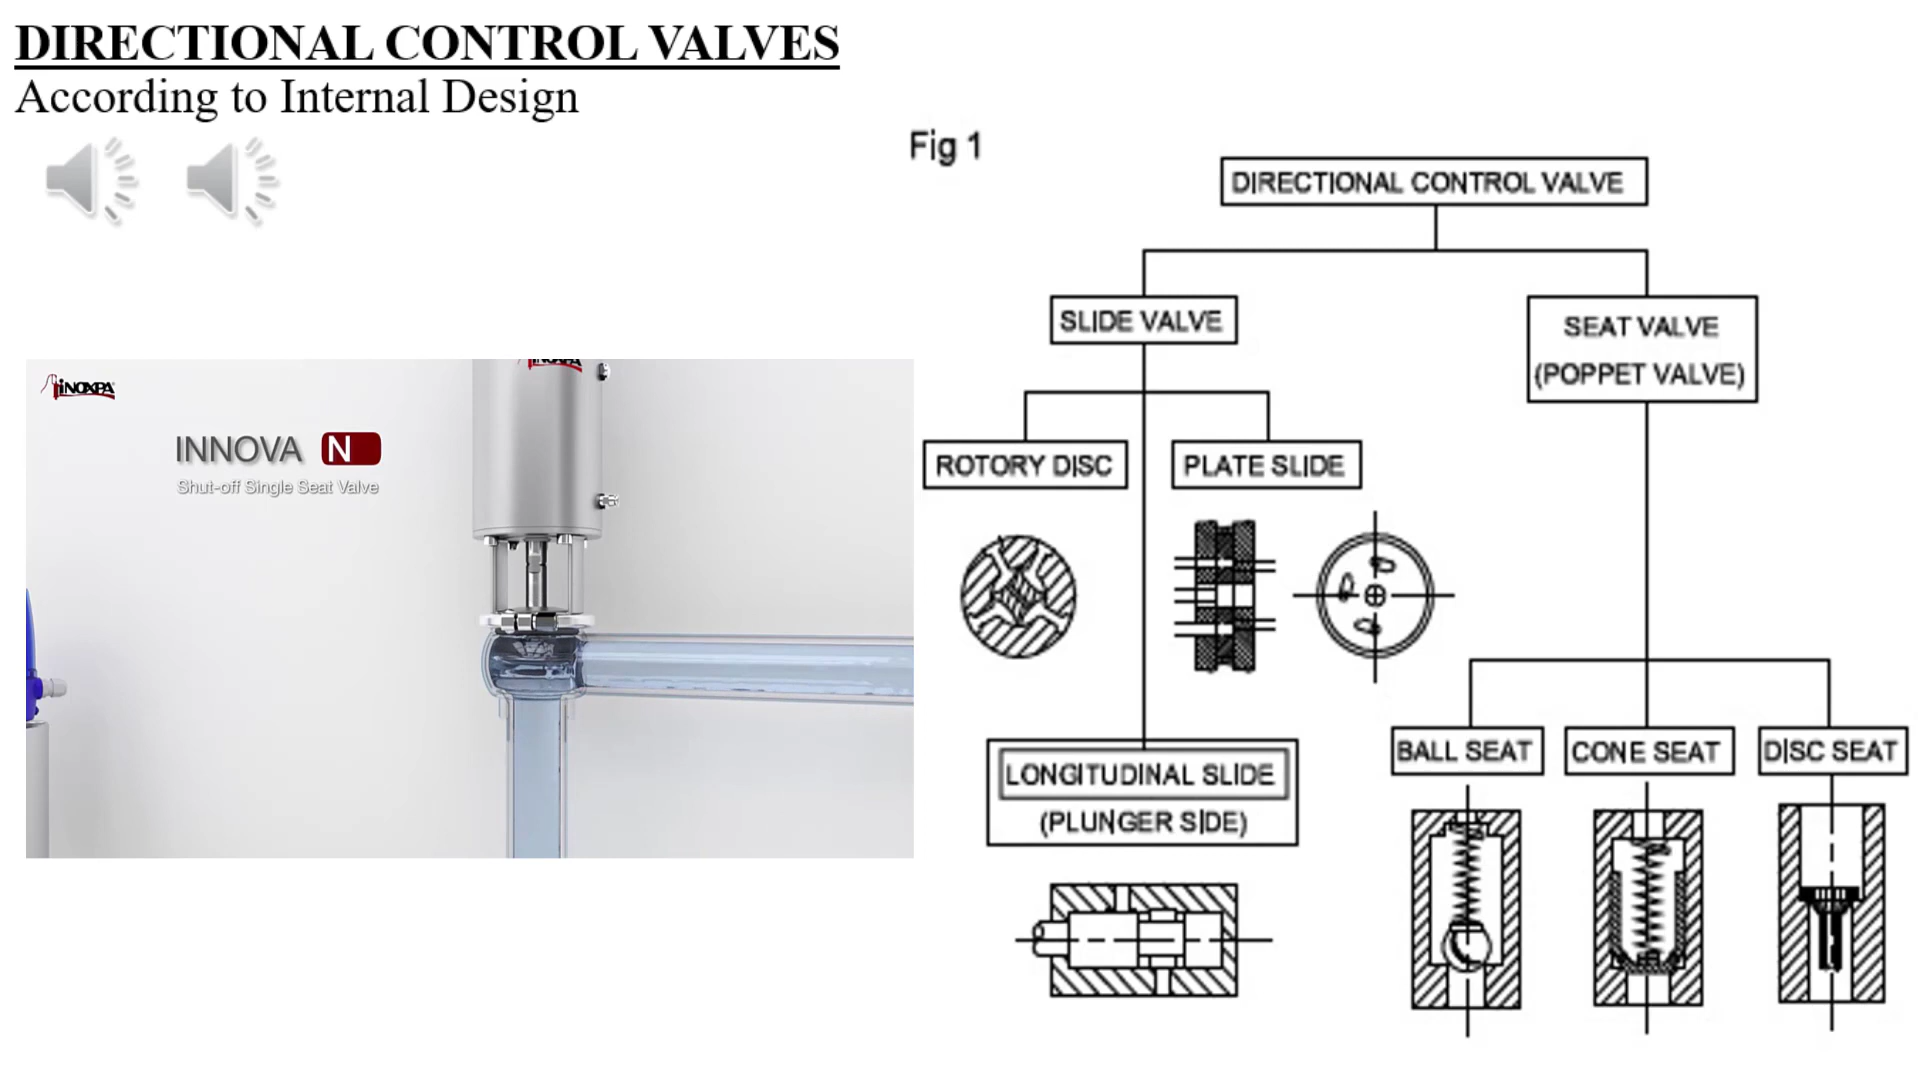 DIRECTIONAL CONTROL VALVES
According to Internal Design
Fig 1
DIRECTIONAL CONTROL VALVE
SLIDE VALVE
SEAT VALVE
(POPPET VALVE)
INOXPA
INOXPA
INNOVA N
Shut-off Single Seat Valve
ROTORY DISC
PLATE SLIDE
LONGITUDINAL SLIDE
(PLUNGER SIDE)
BALL SEAT
CONE SEAT
DISC SEAT